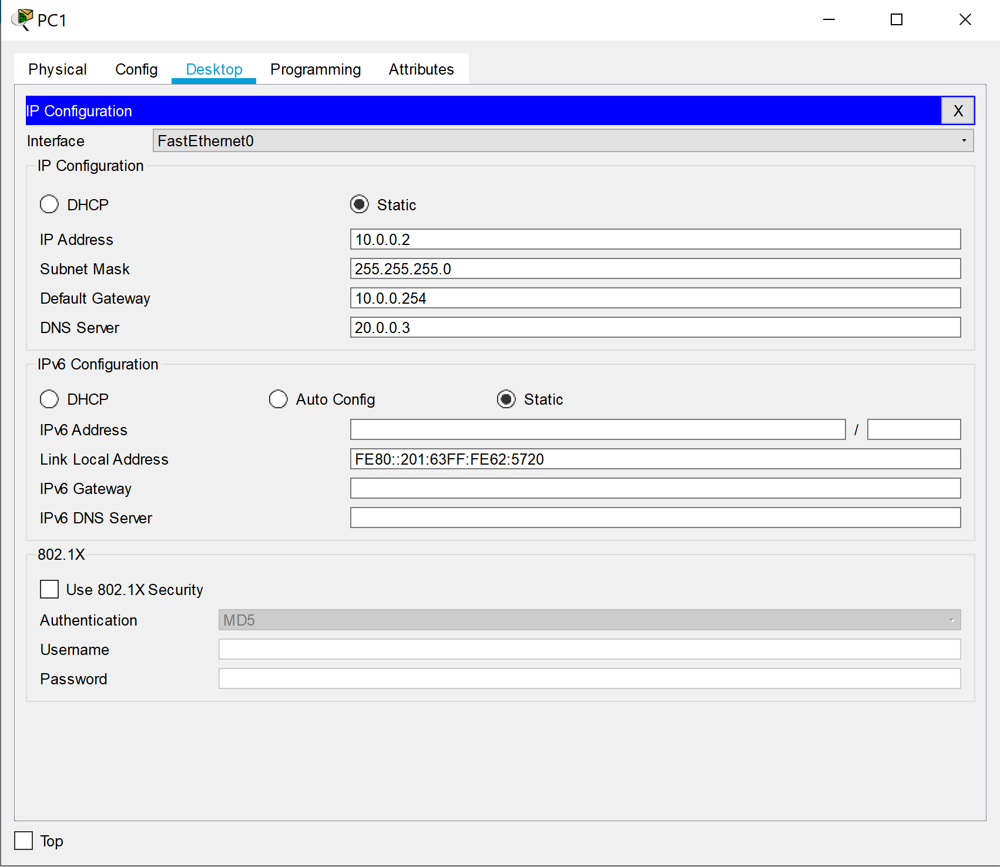 PC1
Physical Config Desktop Programming Attributes
IP Configuration X
Interface FastEthernet0
IP Configuration
DHCP Static
IP Address 10.0.0.2
Subnet Mask 255.255.255.0
Default Gateway 10.0.0.254
DNS Server 20.0.0.3
IPv6 Configuration
DHCP Auto Config Static
IPv6 Address /
Link Local Address FE80::201:63FF:FE62:5720
IPv6 Gateway
IPv6 DNS Server
802.1X
Use 802.1X Security
Authentication MD5
Username
Password
Top